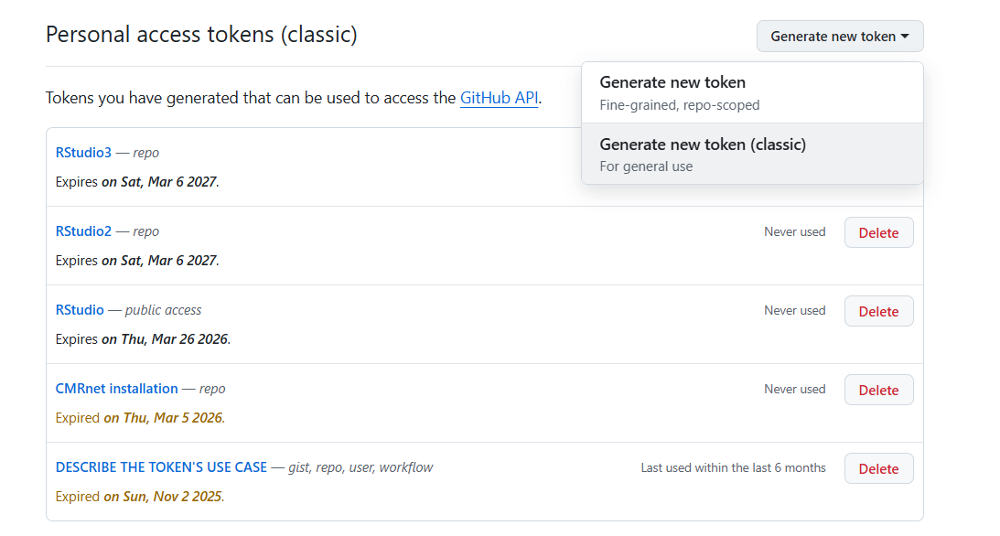 Personal access tokens (classic)
Generate new token
Generate new token
Fine-grained, repo-scoped
Generate new token (classic)
For general use
Tokens you have generated that can be used to access the GitHub API.
RStudio3 — repo
Expires on Sat, Mar 6 2027.
RStudio2 — repo
Never used
Delete
Expires on Sat, Mar 6 2027.
RStudio — public access
Never used
Delete
Expires on Thu, Mar 26 2026.
CMRnet installation — repo
Never used
Delete
Expired on Thu, Mar 5 2026.
DESCRIBE THE TOKEN'S USE CASE — gist, repo, user, workflow
Last used within the last 6 months
Delete
Expired on Sun, Nov 2 2025.